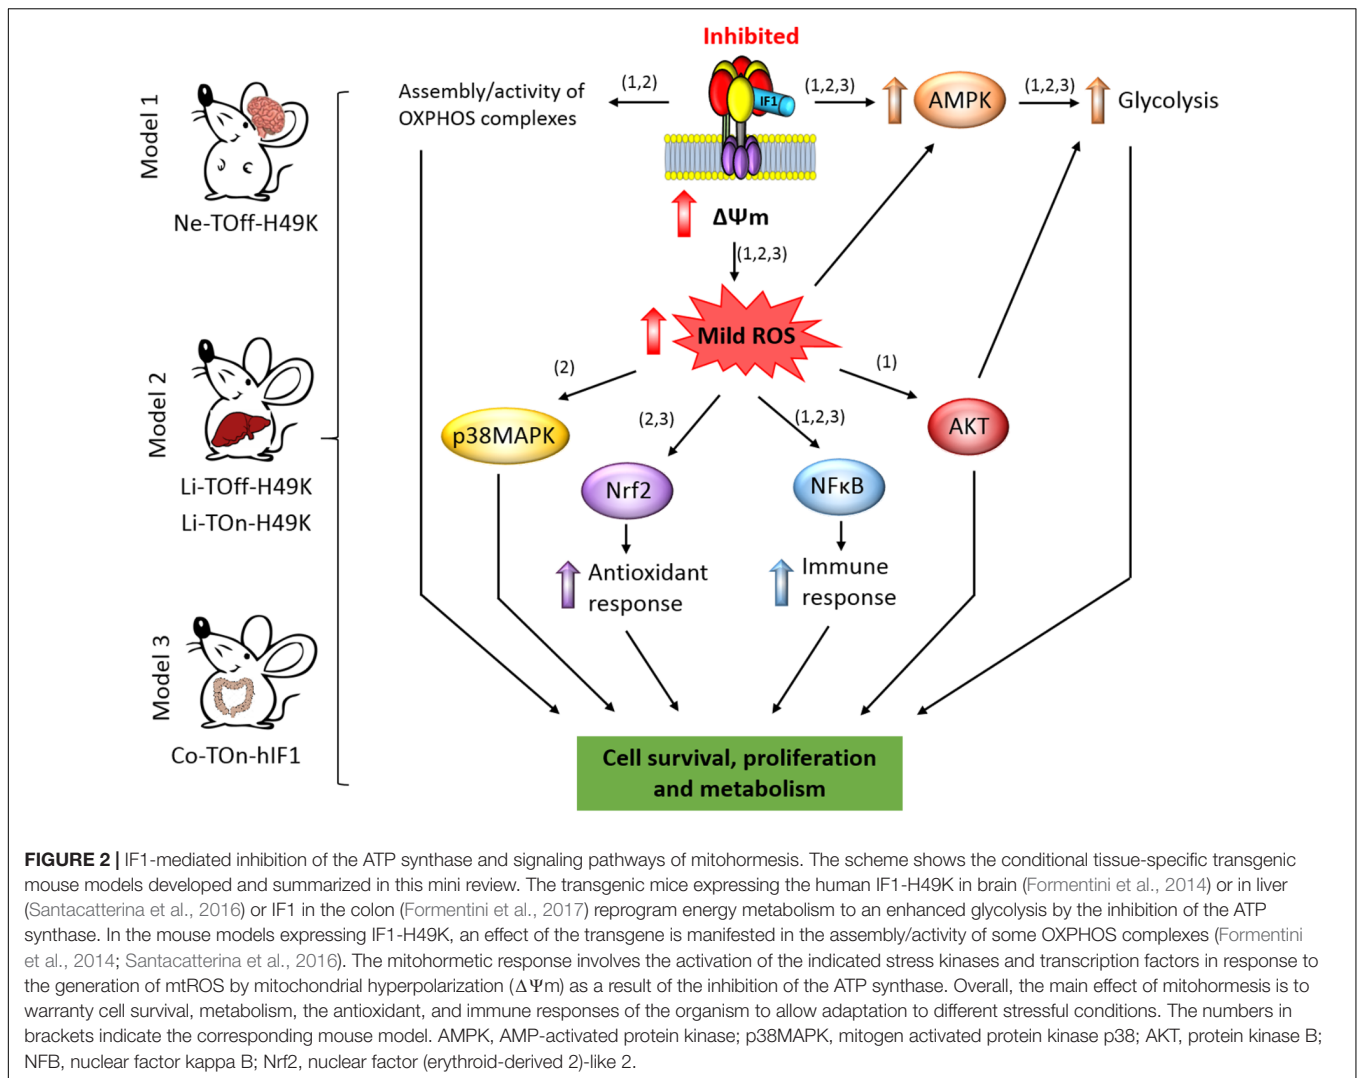 Inhibited
Model 1
Ne-TOff-H49K
Assembly/activity of
OXPHOS complexes
(1,2)
IF1
(1,2,3)
AMPK
(1,2,3)
Glycolysis
ΔΨm
(1,2,3)
Mild ROS
Model 2
Li-TOff-H49K
Li-TOn-H49K
(2)
(2,3)
(1,2,3)
(1)
p38MAPK
Nrf2
NFκB
AKT
Antioxidant
response
Immune
response
Model 3
Co-TOn-hIF1
Cell survival, proliferation
and metabolism
FIGURE 2 | IF1-mediated inhibition of the ATP synthase and signaling pathways of mitohormesis. The scheme shows the conditional tissue-specific transgenic
mouse models developed and summarized in this mini review. The transgenic mice expressing the human IF1-H49K in brain (Formentini et al., 2014) or in liver
(Santacatterina et al., 2016) or IF1 in the colon (Formentini et al., 2017) reprogram energy metabolism to an enhanced glycolysis by the inhibition of the ATP
synthase. In the mouse models expressing IF1-H49K, an effect of the transgene is manifested in the assembly/activity of some OXPHOS complexes (Formentini
et al., 2014; Santacatterina et al., 2016). The mitohormetic response involves the activation of the indicated stress kinases and transcription factors in response to
the generation of mtROS by mitochondrial hyperpolarization (ΔΨm) as a result of the inhibition of the ATP synthase. Overall, the main effect of mitohormesis is to
warranty cell survival, metabolism, the antioxidant, and immune responses of the organism to allow adaptation to different stressful conditions. The numbers in
brackets indicate the corresponding mouse model. AMPK, AMP-activated protein kinase; p38MAPK, mitogen activated protein kinase p38; AKT, protein kinase B;
NFB, nuclear factor kappa B; Nrf2, nuclear factor (erythroid-derived 2)-like 2.